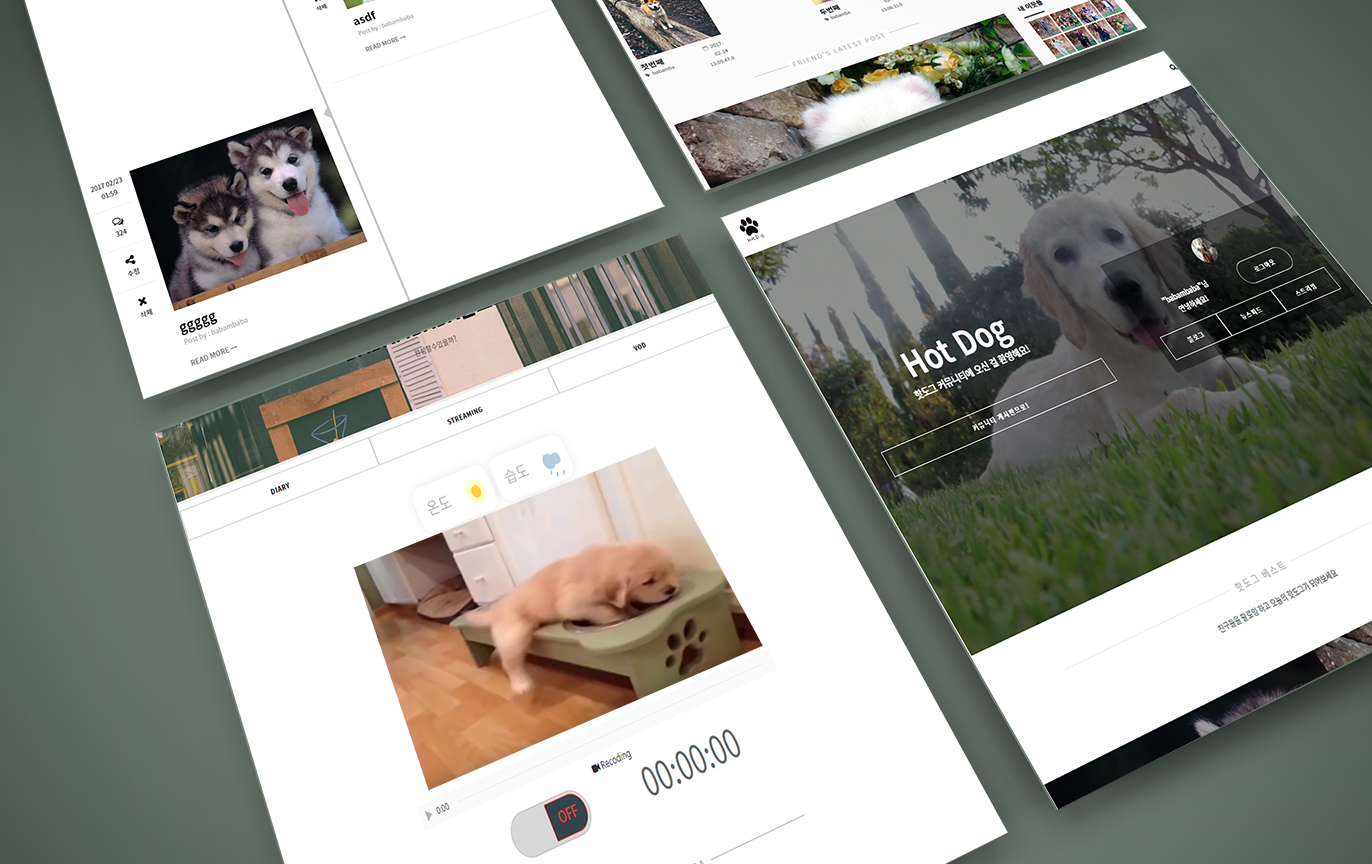 삭제
asdf
Post by : babambaba
READ MORE
2017 02/23
01:59
324
수정
삭제
ggggg
Post by : babambaba
READ MORE
첫번째
babamba
2017-
02-14
13:05:47.0
두번째
babamba
13:06:31.0
내 이웃들
FRIEND'S LATEST POST
DIARY
STREAMING
YOD
온도
습도
0:00
Recoding
00:00:00
OFF
Hot Dog
핫도그 커뮤니티에 오신 걸 환영해요!
커뮤니티 게시판으로!
"babambaba"님
안녕하세요!
로그아웃
블로그
뉴스피드
스트리밍
핫도그 베스트
친구들을 팔로잉 하고 오늘의 핫도그가 되어보세요